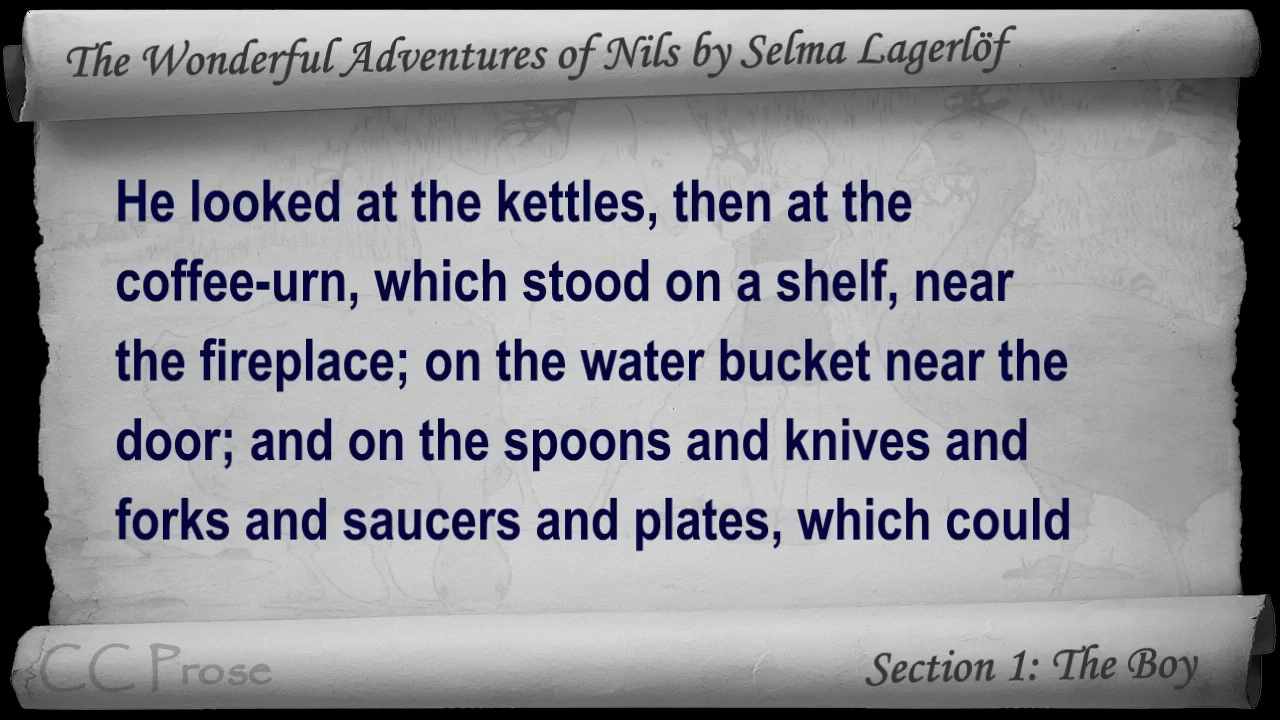 The Wonderful Adventures of Nils by Selma Lagerlöf
He looked at the kettles, then at the
coffee-urn, which stood on a shelf, near
the fireplace; on the water bucket near the
door; and on the spoons and knives and
forks and saucers and plates, which could
CC Prose
Section 1: The Boy